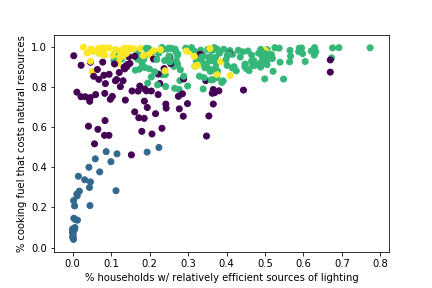 % cooking fuel that costs natural resources
1.0
0.8
0.6
0.4
0.2
0.0
0.0 0.1 0.2 0.3 0.4 0.5 0.6 0.7 0.8
% households w/ relatively efficient sources of lighting